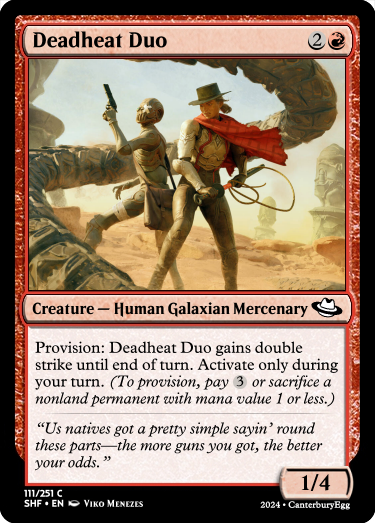 Deadheat Duo 2
Creature — Human Galaxian Mercenary
Provision: Deadheat Duo gains double
strike until end of turn. Activate only during
your turn. (To provision, pay 3 or sacrifice a
nonland permanent with mana value 1 or less.)
“Us natives got a pretty simple sayin’ round
these parts—the more guns you got, the better
your odds.”
1/4
111/251 C
SHF • EN Viko Menezes
2024 • CanterburyEgg